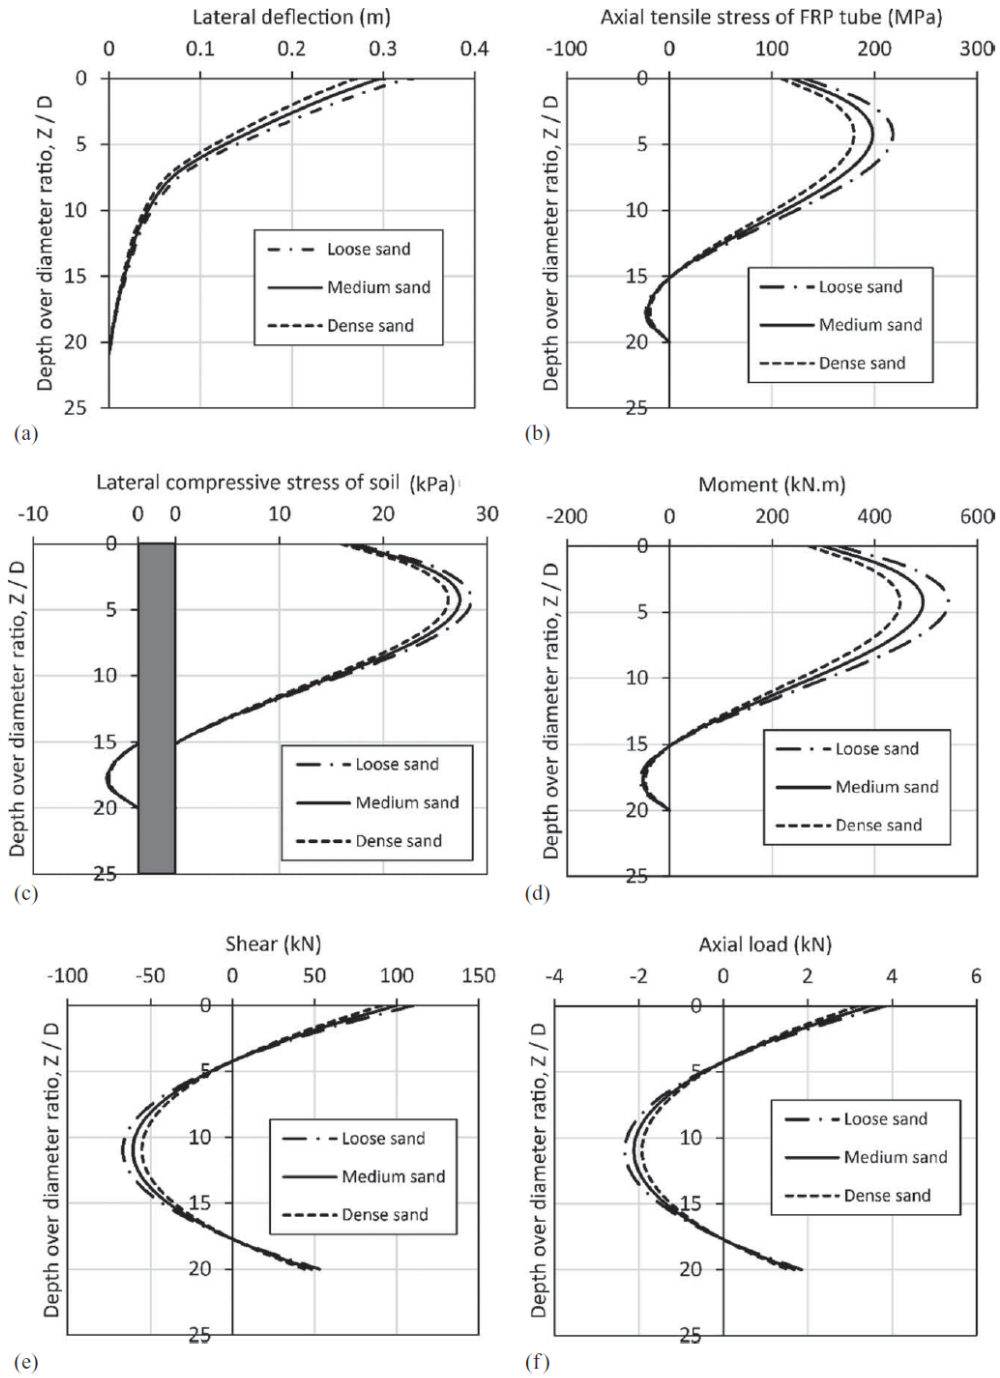 Lateral deflection (m)
0 0.1 0.2 0.3 0.4
0
5
10
15
20
25
Depth over diameter ratio, Z / D
Loose sand
Medium sand
Dense sand
(a)
Axial tensile stress of FRP tube (MPa)
-100 0 100 200 300
0
5
10
15
20
25
Depth over diameter ratio, Z / D
Loose sand
Medium sand
Dense sand
(b)
Lateral compressive stress of soil (kPa)
-10 0 0 10 20 30
0
5
10
15
20
25
Depth over diameter ratio, Z / D
Loose sand
Medium sand
Dense sand
(c)
Moment (kN.m)
-200 0 200 400 600
0
5
10
15
20
25
Depth over diameter ratio, Z / D
Loose sand
Medium sand
Dense sand
(d)
Shear (kN)
-100 -50 0 50 100 150
0
5
10
15
20
25
Depth over diameter ratio, Z / D
Loose sand
Medium sand
Dense sand
(e)
Axial load (kN)
-4 -2 0 2 4 6
0
5
10
15
20
25
Depth over diameter ratio, Z / D
Loose sand
Medium sand
Dense sand
(f)